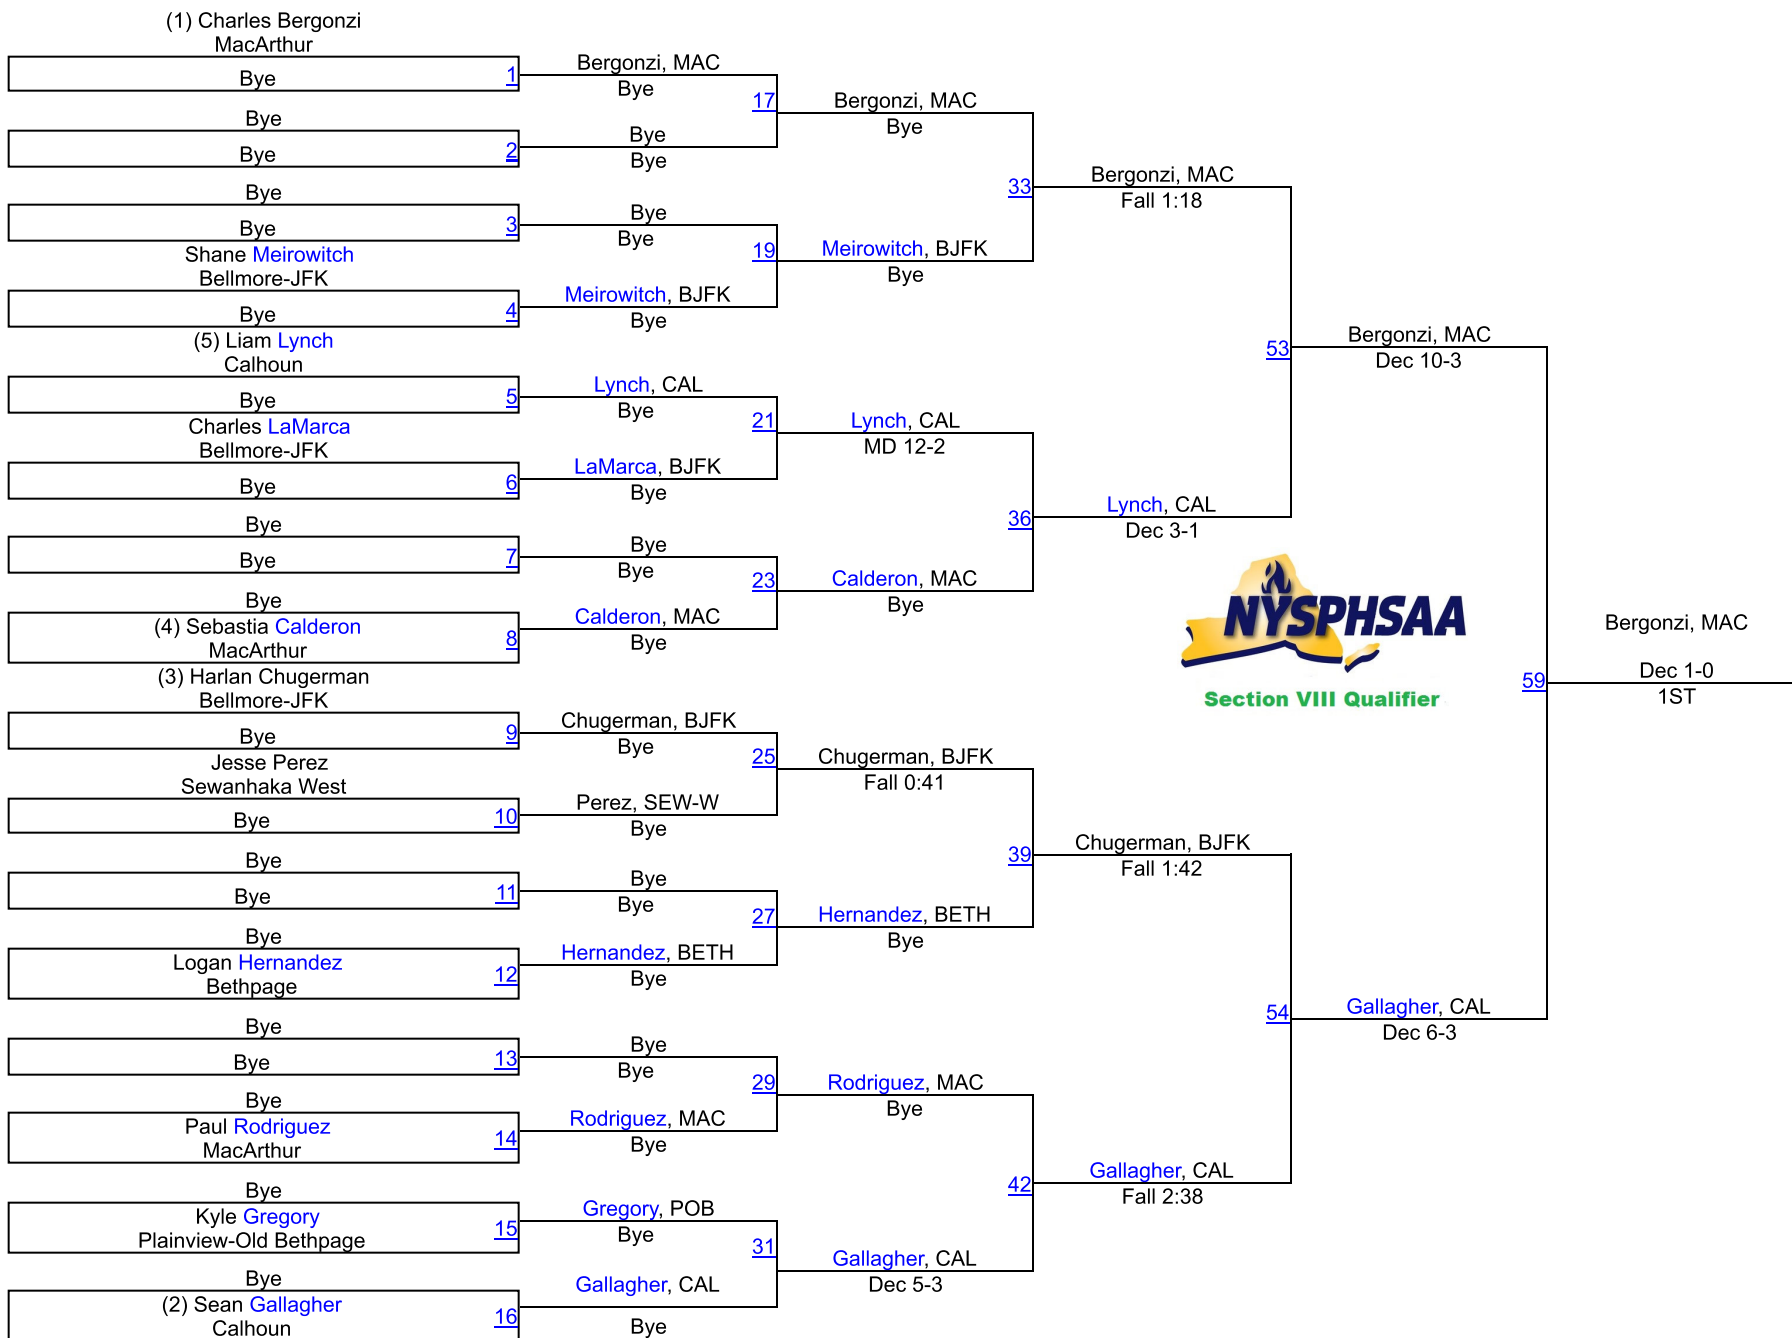 (1) Charles Bergonzi
MacArthur
Bye
1
Bye
Bye
2
Bye
Bye
3
Shane Meirowitch
Bellmore-JFK
Bye
4
(5) Liam Lynch
Calhoun
Bye
5
Charles LaMarca
Bellmore-JFK
Bye
6
Bye
Bye
7
Bye
(4) Sebastia Calderon
MacArthur
8
(3) Harlan Chugerman
Bellmore-JFK
Bye
9
Jesse Perez
Sewanhaka West
Bye
10
Bye
Bye
11
Bye
Logan Hernandez
Bethpage
12
Bye
Bye
13
Bye
Paul Rodriguez
MacArthur
14
Bye
Kyle Gregory
Plainview-Old Bethpage
15
Bye
(2) Sean Gallagher
Calhoun
16
Bergonzi, MAC
Bye
17
Bye
Bye
Bye
Bye
19
Meirowitch, BJFK
Bye
Lynch, CAL
Bye
21
LaMarca, BJFK
Bye
Bye
Bye
23
Calderon, MAC
Bye
Chugerman, BJFK
Bye
25
Perez, SEW-W
Bye
Bye
Bye
27
Hernandez, BETH
Bye
Bye
Bye
29
Rodriguez, MAC
Bye
Gregory, POB
Bye
31
Gallagher, CAL
Bye
Bergonzi, MAC
Bye
33
Meirowitch, BJFK
Bye
Lynch, CAL
MD 12-2
36
Calderon, MAC
Bye
Chugerman, BJFK
Fall 0:41
39
Hernandez, BETH
Bye
Rodriguez, MAC
Bye
42
Gallagher, CAL
Dec 5-3
Bergonzi, MAC
Fall 1:18
53
Lynch, CAL
Dec 3-1
Chugerman, BJFK
Fall 1:42
54
Gallagher, CAL
Fall 2:38
Bergonzi, MAC
Dec 10-3
NYSPHSAA
Section VIII Qualifier
59
Gallagher, CAL
Dec 6-3
Bergonzi, MAC
Dec 1-0
1ST